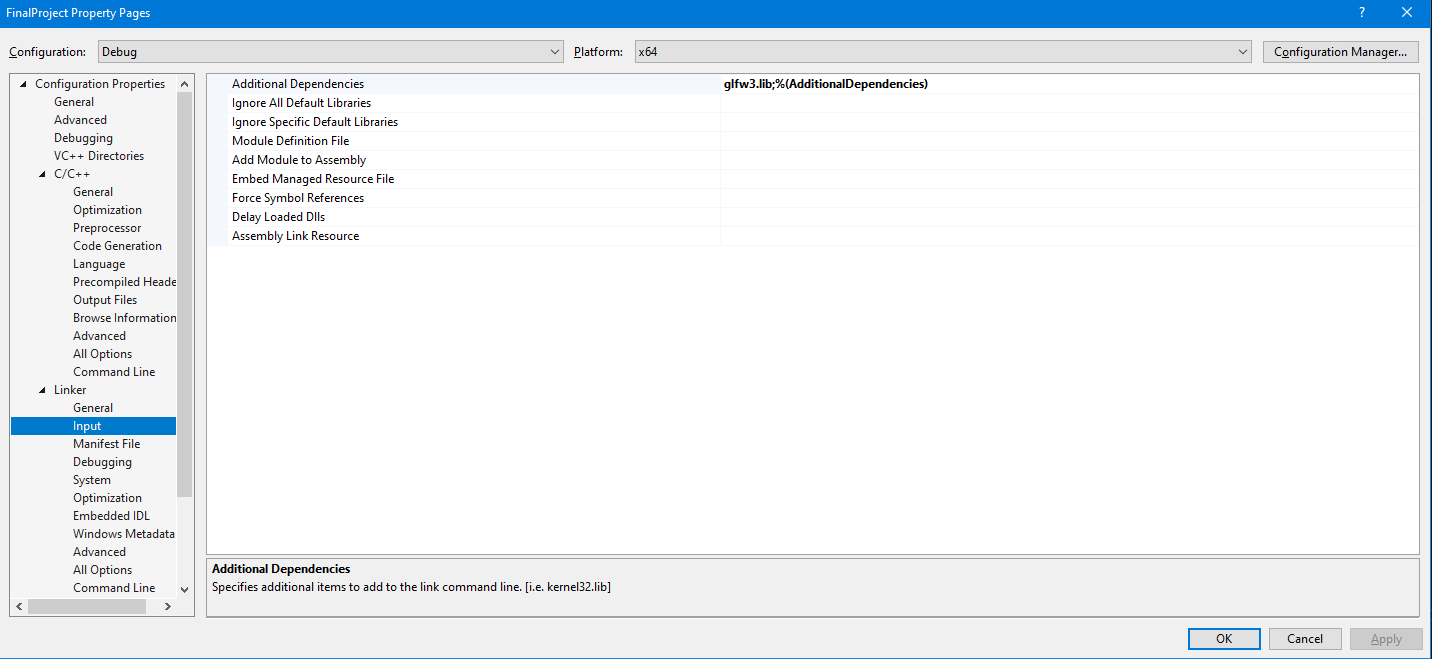 FinalProject Property Pages
Configuration: Debug Platform: x64 Configuration Manager...
Configuration Properties
General
Advanced
Debugging
VC++ Directories
C/C++
General
Optimization
Preprocessor
Code Generation
Language
Precompiled Heade
Output Files
Browse Information
Advanced
All Options
Command Line
Linker
General
Input
Manifest File
Debugging
System
Optimization
Embedded IDL
Windows Metadata
Advanced
All Options
Command Line
Additional Dependencies glfw3.lib;%(AdditionalDependencies)
Ignore All Default Libraries
Ignore Specific Default Libraries
Module Definition File
Add Module to Assembly
Embed Managed Resource File
Force Symbol References
Delay Loaded Dlls
Assembly Link Resource
Additional Dependencies
Specifies additional items to add to the link command line. [i.e. kernel32.lib]
OK Cancel Apply